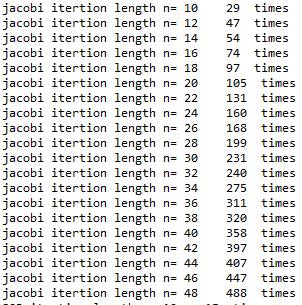 jacobi itertion length n= 10 29 times
jacobi itertion length n= 12 47 times
jacobi itertion length n= 14 54 times
jacobi itertion length n= 16 74 times
jacobi itertion length n= 18 97 times
jacobi itertion length n= 20 105 times
jacobi itertion length n= 22 131 times
jacobi itertion length n= 24 160 times
jacobi itertion length n= 26 168 times
jacobi itertion length n= 28 199 times
jacobi itertion length n= 30 231 times
jacobi itertion length n= 32 240 times
jacobi itertion length n= 34 275 times
jacobi itertion length n= 36 311 times
jacobi itertion length n= 38 320 times
jacobi itertion length n= 40 358 times
jacobi itertion length n= 42 397 times
jacobi itertion length n= 44 407 times
jacobi itertion length n= 46 447 times
jacobi itertion length n= 48 488 times